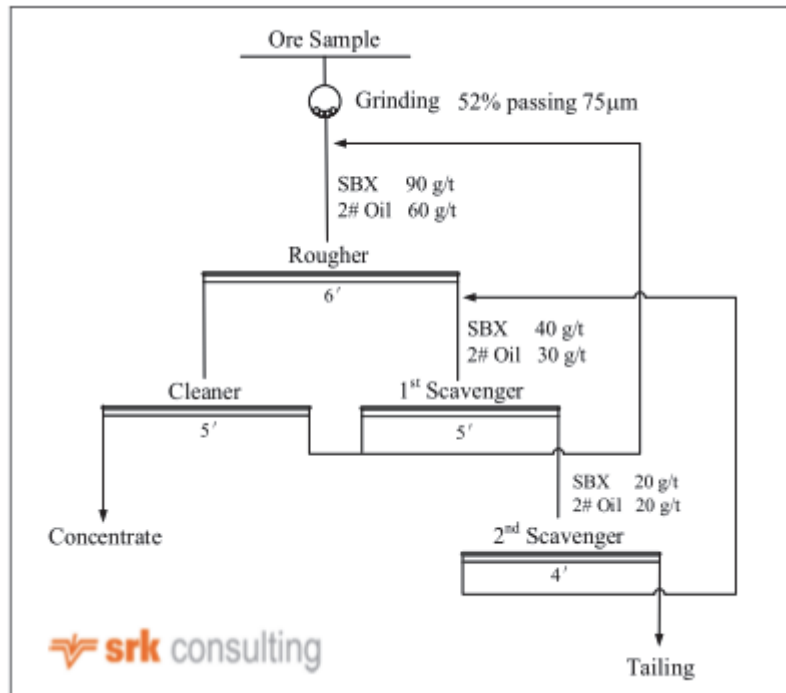 Ore Sample
Grinding 52% passing 75μm
SBX 90 g/t
2# Oil 60 g/t
Rougher
6′
SBX 40 g/t
2# Oil 30 g/t
Cleaner
1st Scavenger
5′
5′
SBX 20 g/t
2# Oil 20 g/t
Concentrate
2nd Scavenger
4′
srk consulting
Tailing